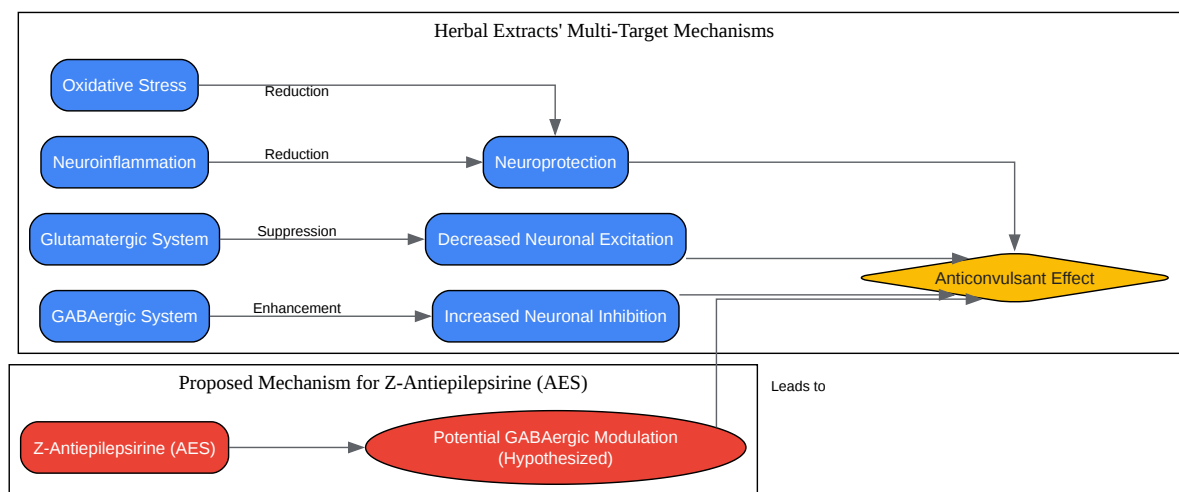 Herbal Extracts' Multi-Target Mechanisms
Oxidative Stress
Reduction
Neuroinflammation
Reduction
Neuroprotection
Glutamatergic System
Suppression
Decreased Neuronal Excitation
Anticonvulsant Effect
GABAergic System
Enhancement
Increased Neuronal Inhibition
Proposed Mechanism for Z-Antiepilepsirine (AES)
Leads to
Z-Antiepilepsirine (AES)
Potential GABAergic Modulation
(Hypothesized)